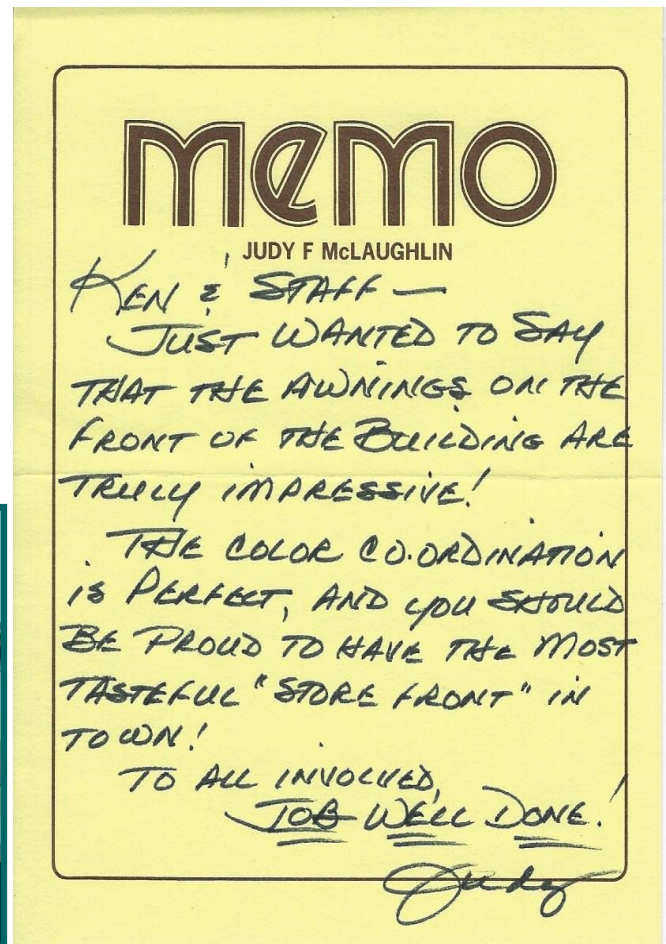 memo
JUDY F McLAUGHLIN
KEN & STAFF —
JUST WANTED TO SAY
THAT THE AWNINGS ON THE
FRONT OF THE BUILDING ARE
TRULY IMPRESSIVE!
THE COLOR CO.ORDINATION
is PERFECT, AND YOU SHOULD
BE PROUD TO HAVE THE MOST
TASTEFUL "STORE FRONT" IN
TOWN!
TO ALL INVOLVED,
JOB WELL DONE!
Judy